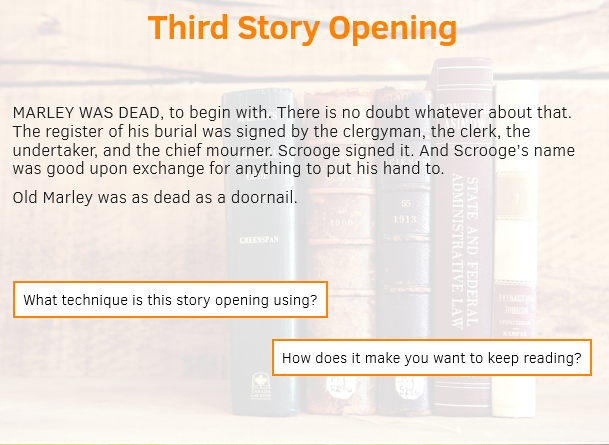 Third Story Opening
MARLEY WAS DEAD, to begin with. There is no doubt whatever about that.
The register of his burial was signed by the clergyman, the clerk, the
undertaker, and the chief mourner. Scrooge signed it. And Scrooge's name
was good upon exchange for anything to put his hand to.
Old Marley was as dead as a doornail.
GREENSPAN
55
1913
STATE AND FEDERAL
ADMINISTRATIVE LAW
What technique is this story opening using?
How does it make you want to keep reading?